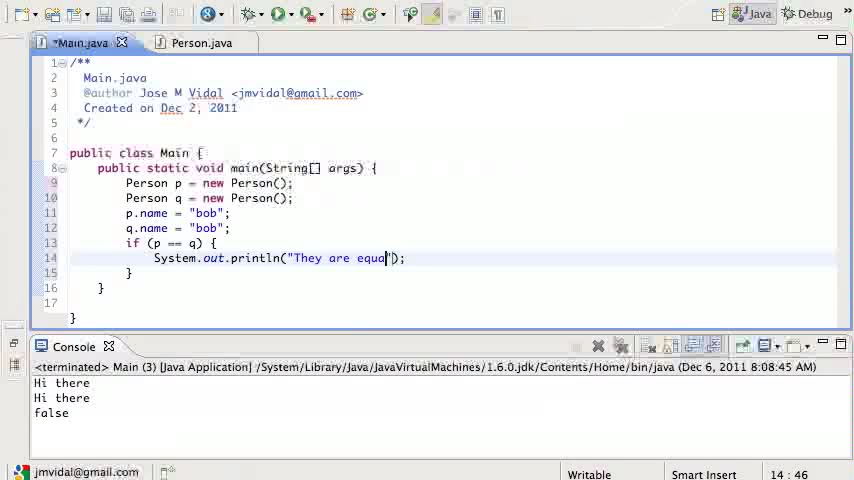 Java
Debug
*Main.java
Person.java
1 /**
2 Main.java
3 @author Jose M Vidal <jmvidal@gmail.com>
4 Created on Dec 2, 2011
5 */
6
7 public class Main {
8 public static void main(String[] args) {
9 Person p = new Person();
10 Person q = new Person();
11 p.name = "bob";
12 q.name = "bob";
13 if (p == q) {
14 System.out.println("They are equa");
15 }
16 }
17
18 }
Console
<terminated> Main (3) [Java Application] /System/Library/Java/JavaVirtualMachines/1.6.0.jdk/Contents/Home/bin/java (Dec 6, 2011 8:08:45 AM)
Hi there
Hi there
false
jmvidal@gmail.com
Writable
Smart Insert
14 : 46